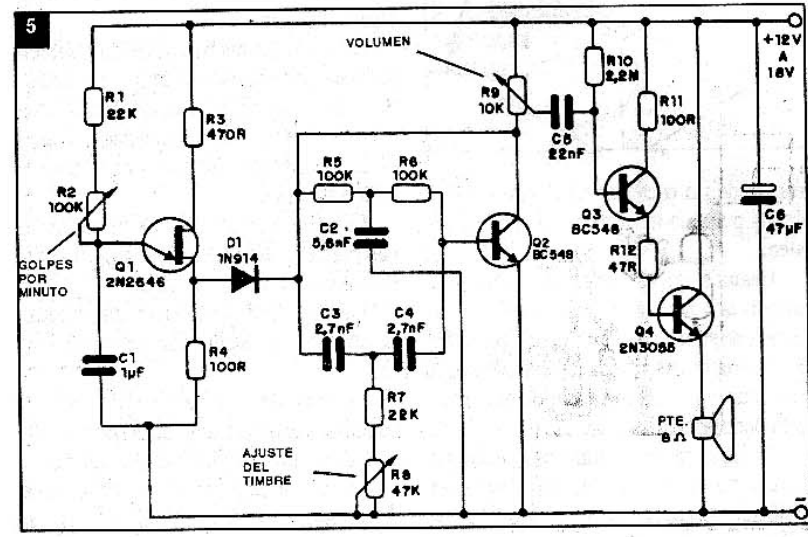 5
VOLUMEN
+12V
A
18V
R1
22K
R3
470R
R9
10K
R10
2,2M
R11
100R
C5
22nF
R2
100K
R5
100K
R6
100K
C2
5,6nF
Q3
BC548
C6
47µF
GOLPES
POR
MINUTO
Q1
2N2646
D1
1N914
Q2
BC548
R12
47R
C3
2,7nF
C4
2,7nF
Q4
2N3055
C1
1µF
R4
100R
R7
22K
PTE.
8 Ω
AJUSTE
DEL
TIMBRE
R8
47K